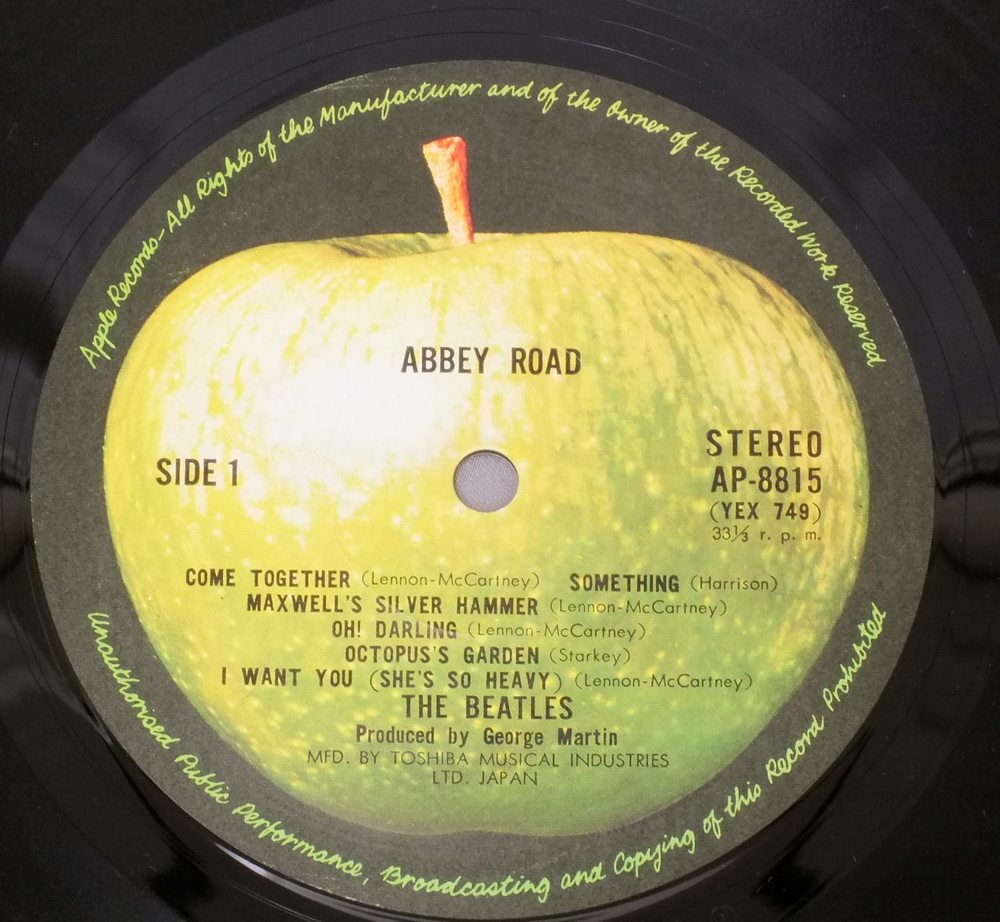 Apple Records-All Rights of the Manufacturer and of the Owner of the Recorded Work Reserved
ABBEY ROAD
SIDE 1
STEREO
AP-8815
(YEX 749)
33⅓ r. p. m.
COME TOGETHER (Lennon-McCartney) SOMETHING (Harrison)
MAXWELL'S SILVER HAMMER (Lennon-McCartney)
OH! DARLING (Lennon-McCartney)
OCTOPUS'S GARDEN (Starkey)
I WANT YOU (SHE'S SO HEAVY) (Lennon-McCartney)
THE BEATLES
Produced by George Martin
MFD. BY TOSHIBA MUSICAL INDUSTRIES
LTD. JAPAN
Unauthorised Public Performance, Broadcasting and Copying of this Record Prohibited